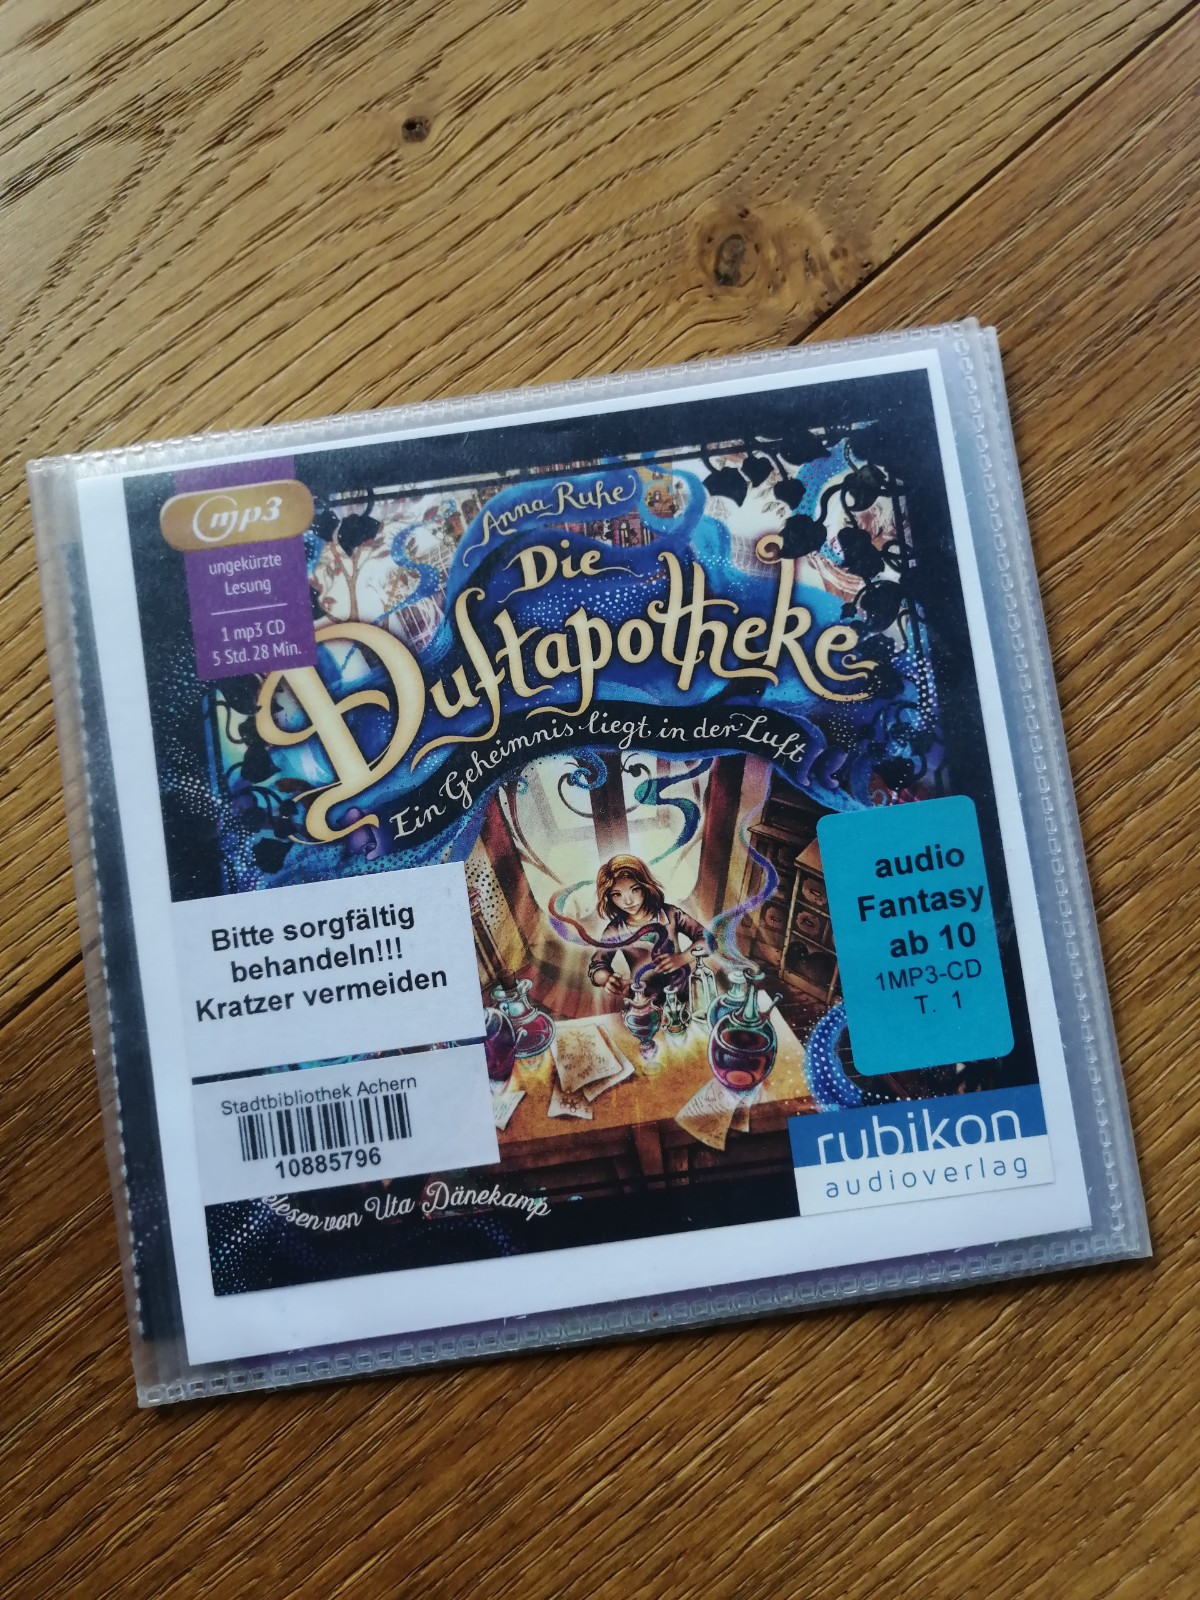 mp3
ungekürzte
Lesung
1 mp3 CD
5 Std. 28 Min.
Anna Ruhe
Die
Duftapotheke
Ein Geheimnis liegt in der Luft
audio
Fantasy
ab 10
1MP3-CD
T. 1
Bitte sorgfältig
behandeln!!!
Kratzer vermeiden
Stadtbibliothek Achern
10885796
elesen von Uta Dänekamp
rubikon
audioverlag